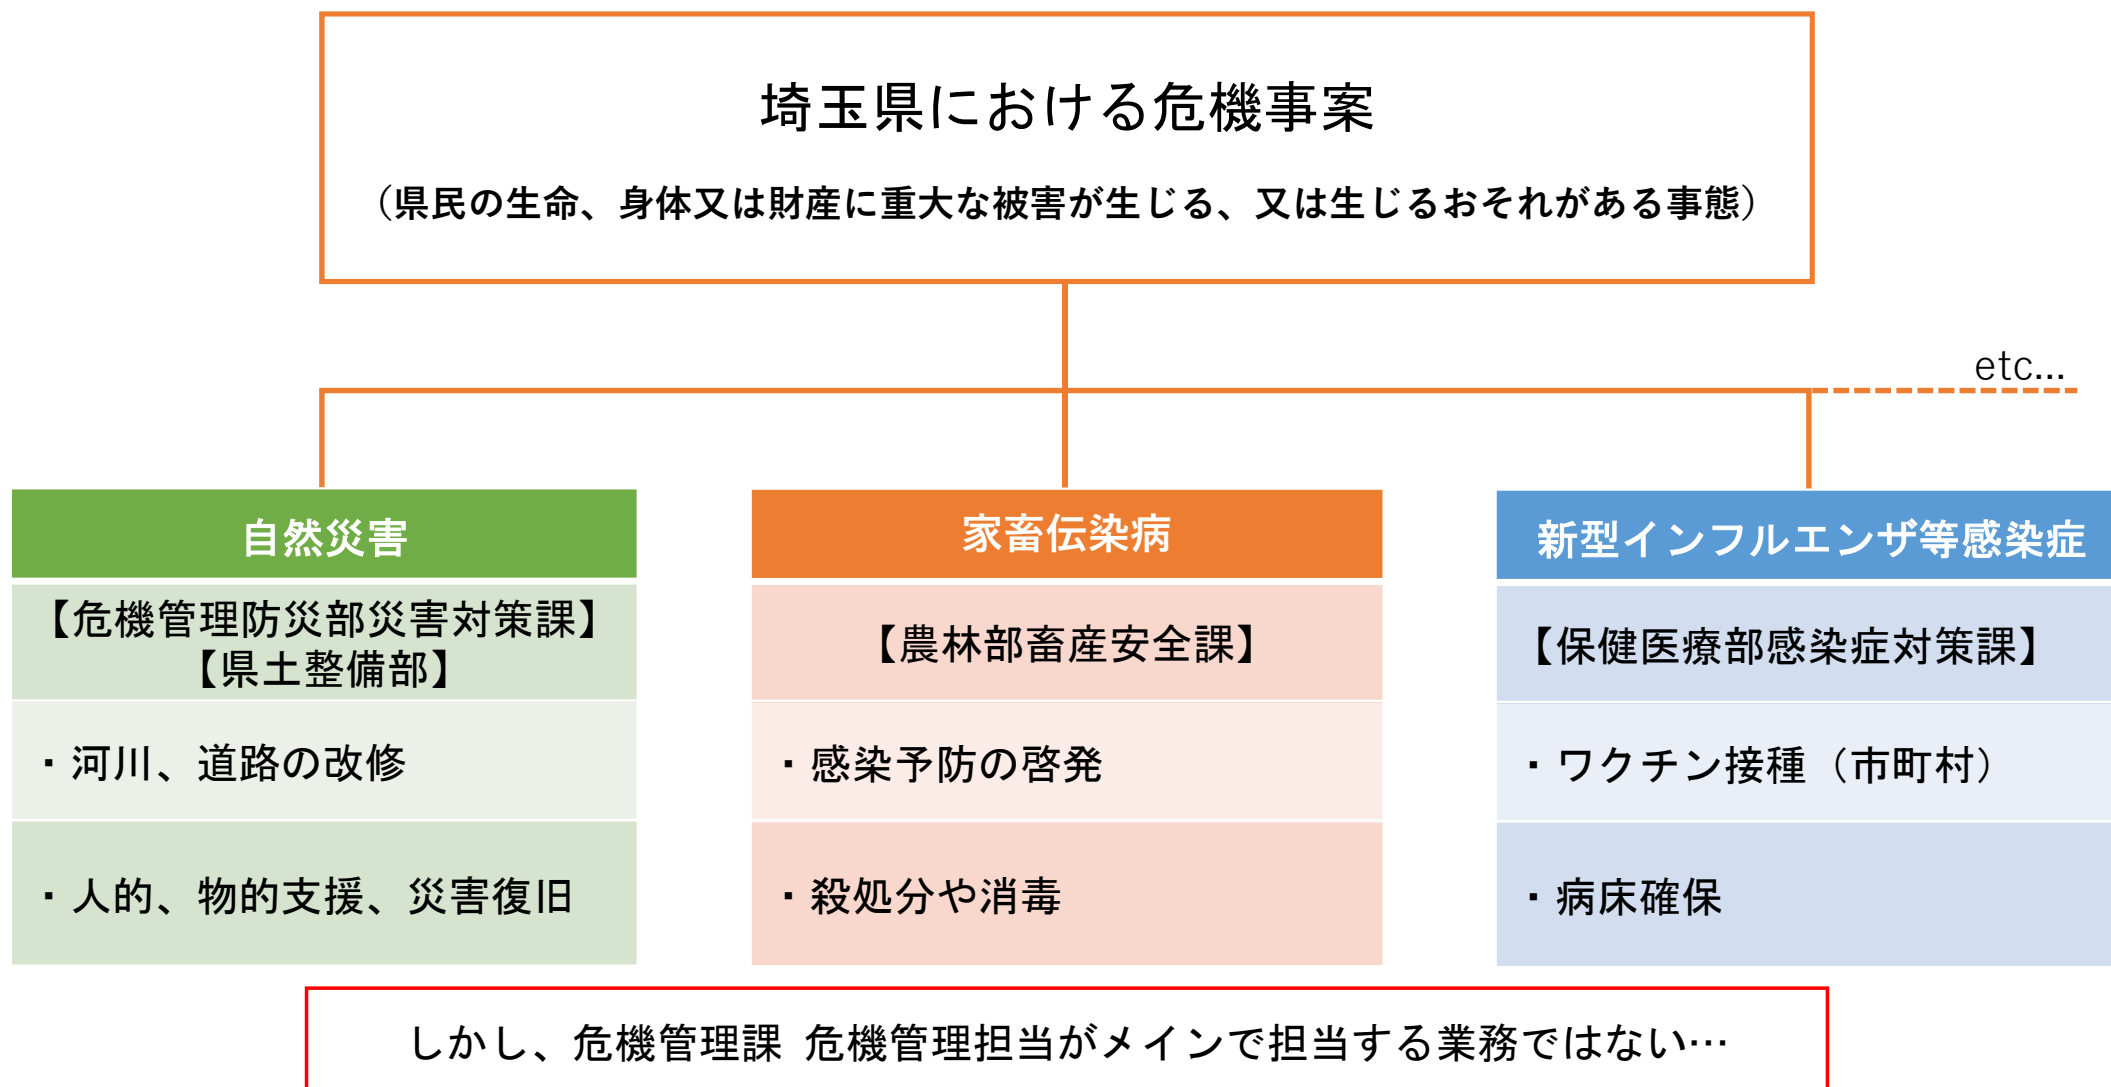 埼玉県における危機事案
（県民の生命、身体又は財産に重大な被害が生じる、又は生じるおそれがある事態）
etc…
自然災害
【危機管理防災部災害対策課】
【県土整備部】
・河川、道路の改修
・人的、物的支援、災害復旧
家畜伝染病
【農林部畜産安全課】
・感染予防の啓発
・殺処分や消毒
新型インフルエンザ等感染症
【保健医療部感染症対策課】
・ワクチン接種（市町村）
・病床確保
しかし、危機管理課 危機管理担当がメインで担当する業務ではない…